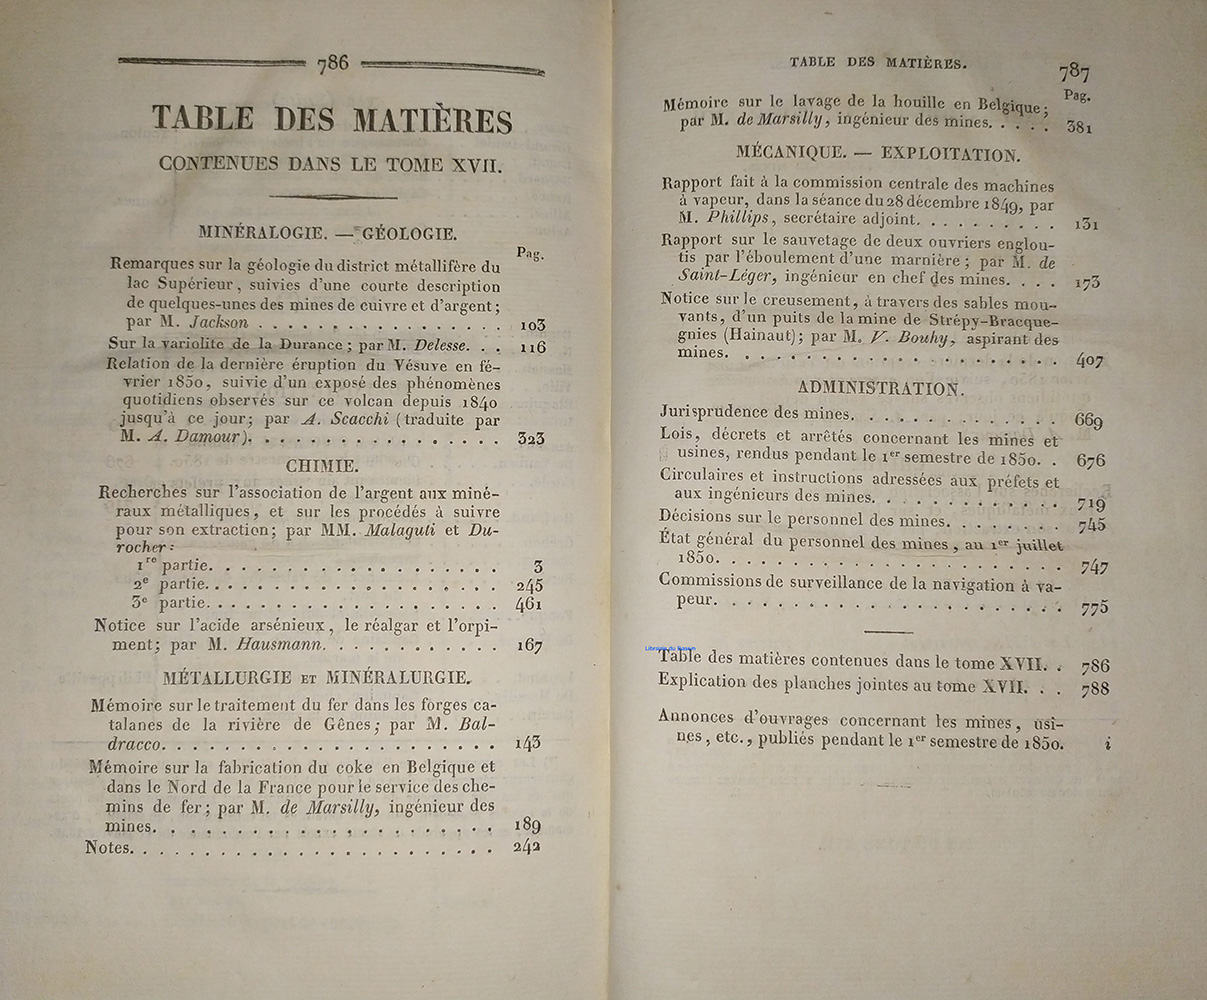 786
TABLE DES MATIÈRES
CONTENUES DANS LE TOME XVII.
MINÉRALOGIE. — GÉOLOGIE.
Pag.
Remarques sur la géologie du district métallifère du
lac Supérieur, suivies d'une courte description
de quelques-unes des mines de cuivre et d'argent;
par M. Jackson . . . . . . . . . . . . . . . 103
Sur la variolite de la Durance; par M. Delesse. . . 116
Relation de la dernière éruption du Vésuve en fé-
vrier 1850, suivie d'un exposé des phénomènes
quotidiens observés sur ce volcan depuis 1840
jusqu'à ce jour; par A. Scacchi (traduite par
M. A. Damour). . . . . . . . . . . . . . . . 323
CHIMIE.
Recherches sur l'association de l'argent aux miné-
raux métalliques, et sur les procédés à suivre
pour son extraction; par MM. Malaguti et Du-
rocher:
1re partie. . . . . . . . . . . . . . . . . . . 3
2e partie. . . . . . . . . . . . . . . . . . . 245
3e partie. . . . . . . . . . . . . . . . . . . 461
Notice sur l'acide arsénieux, le réalgar et l'orpi-
ment; par M. Hausmann. . . . . . . . . . . 167
MÉTALLURGIE ET MINÉRALURGIE.
Mémoire sur le traitement du fer dans les forges ca-
talanes de la rivière de Gênes; par M. Bal-
dracco. . . . . . . . . . . . . . . . . . . . . 143
Mémoire sur la fabrication du coke en Belgique et
dans le Nord de la France pour le service des che-
mins de fer; par M. de Marsilly, ingénieur des
mines. . . . . . . . . . . . . . . . . . . . . 189
Notes. . . . . . . . . . . . . . . . . . . . . . 242
TABLE DES MATIÈRES. 787
Pag.
Mémoire sur le lavage de la houille en Belgique;
par M. de Marsilly, ingénieur des mines. . . . . 381
MÉCANIQUE. — EXPLOITATION.
Rapport fait à la commission centrale des machines
à vapeur, dans la séance du 28 décembre 1849, par
M. Phillips, secrétaire adjoint. . . . . . . . . . 131
Rapport sur le sauvetage de deux ouvriers englou-
tis par l'éboulement d'une marnière; par M. de
Saint-Léger, ingénieur en chef des mines. . . . 173
Notice sur le creusement, à travers des sables mou-
vants, d'un puits de la mine de Strépy-Bracque-
gnies (Hainaut); par M. V. Bouhy, aspirant des
mines. . . . . . . . . . . . . . . . . . . . . 407
ADMINISTRATION.
Jurisprudence des mines. . . . . . . . . . . . . 669
Lois, décrets et arrêtés concernant les mines et
usines, rendus pendant le 1er semestre de 1850. . 676
Circulaires et instructions adressées aux préfets et
aux ingénieurs des mines. . . . . . . . . . . . 719
Décisions sur le personnel des mines. . . . . . . . 745
État général du personnel des mines, au 1er juillet
1850. . . . . . . . . . . . . . . . . . . . . 747
Commissions de surveillance de la navigation à va-
peur. . . . . . . . . . . . . . . . . . . . . . 775
Librairie du Bassin
Table des matières contenues dans le tome XVII. . 786
Explication des planches jointes au tome XVII. . . 788
Annonces d'ouvrages concernant les mines, usi-
nes, etc., publiés pendant le 1er semestre de 1850. i